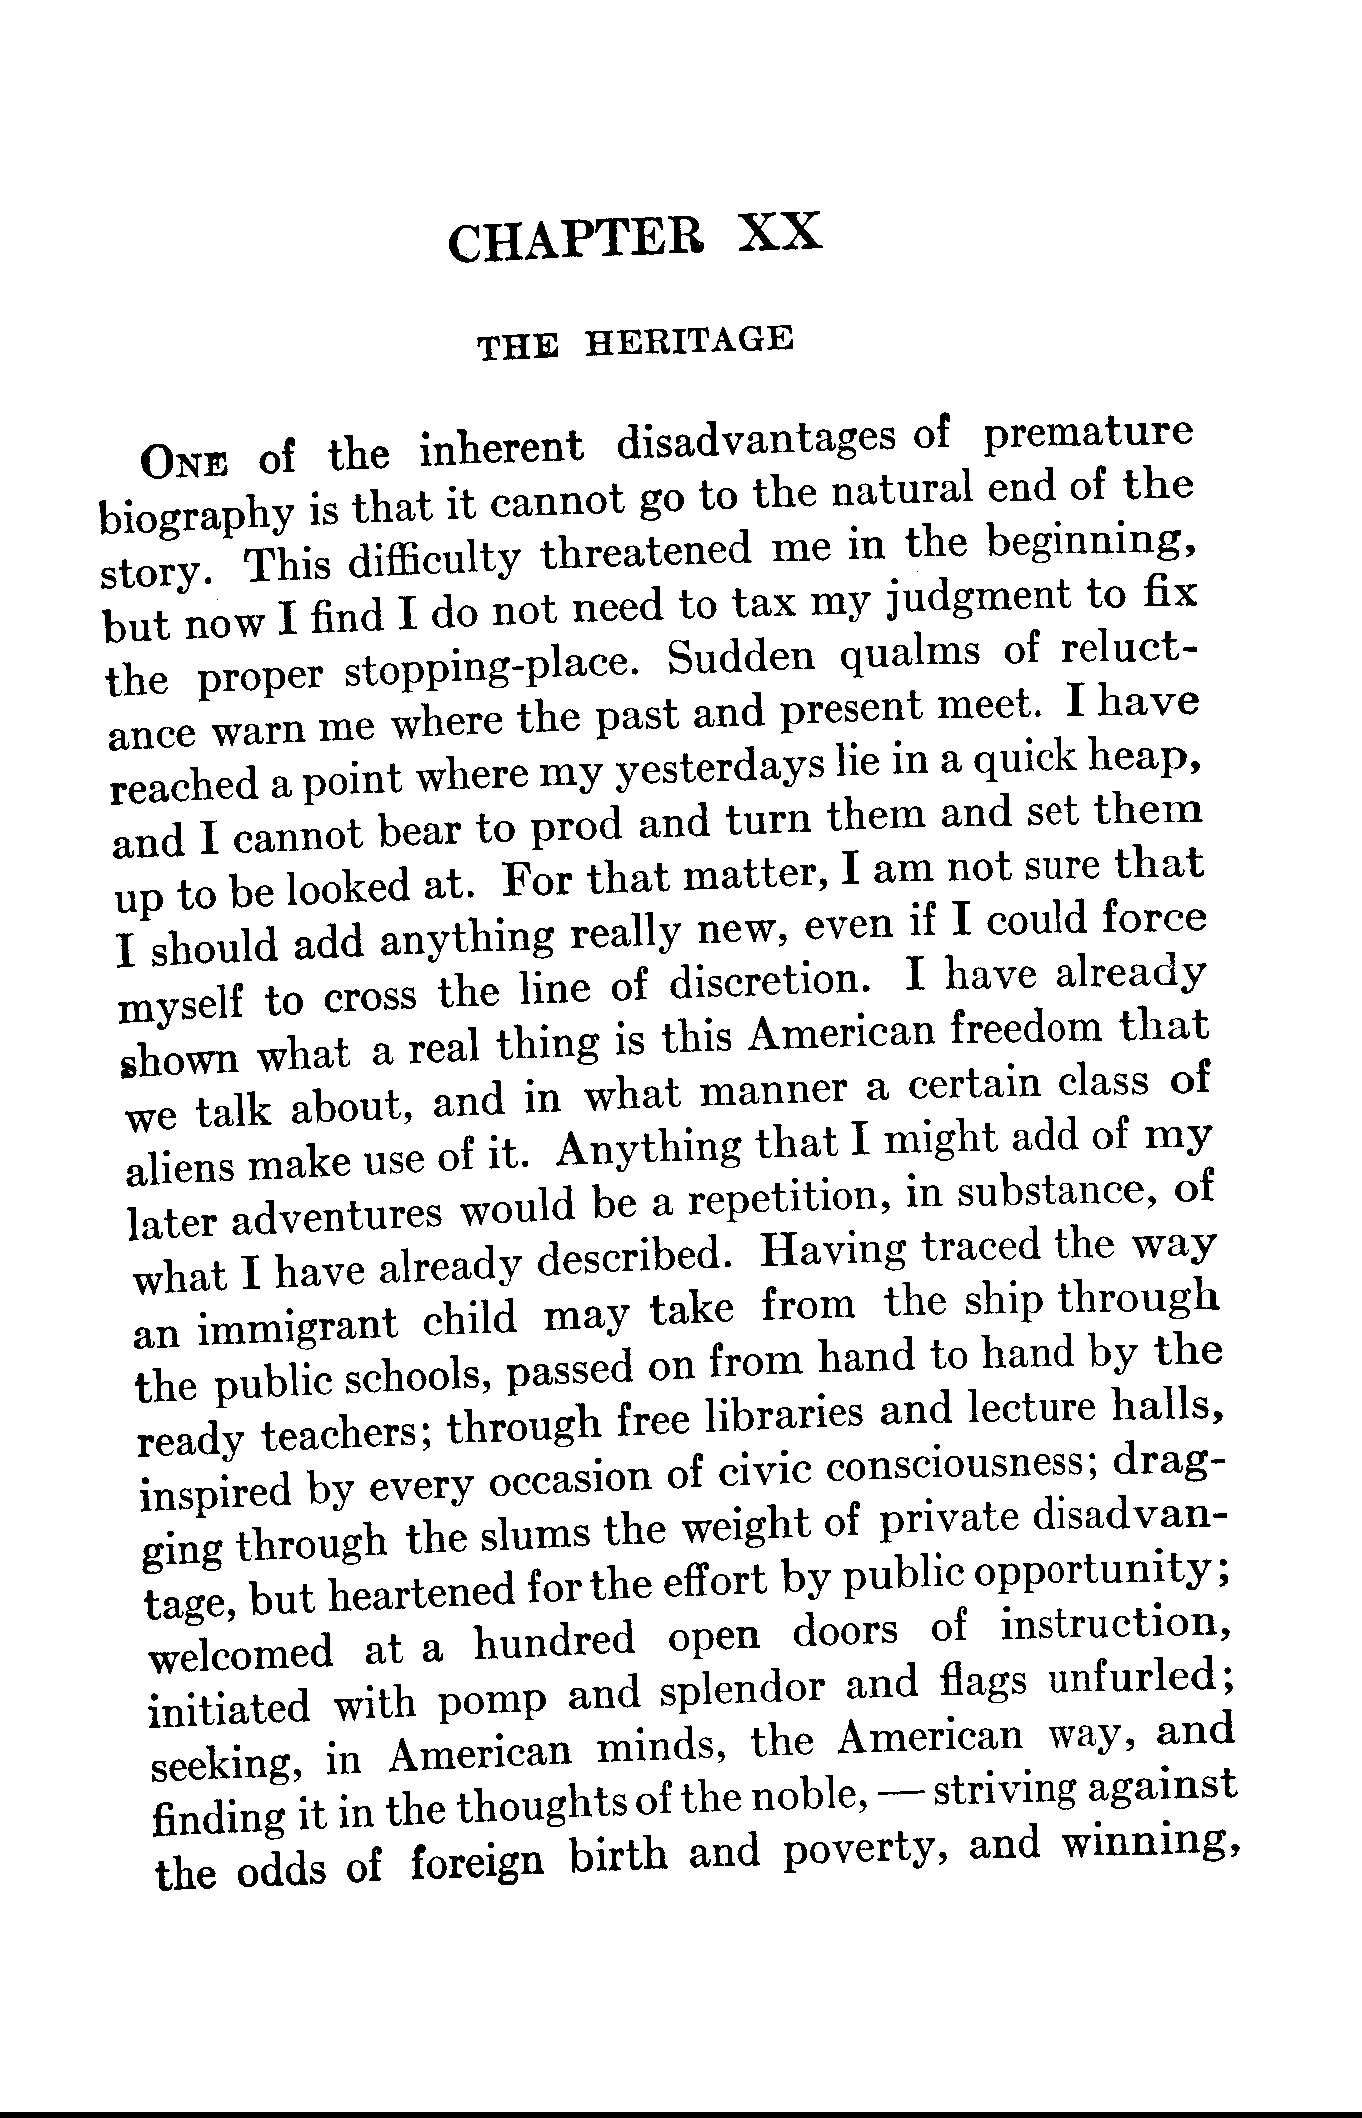 CHAPTER XX
THE HERITAGE
ONE of the inherent disadvantages of premature
biography is that it cannot go to the natural end of the
story. This difficulty threatened me in the beginning,
but now I find I do not need to tax my judgment to fix
the proper stopping-place. Sudden qualms of reluct-
ance warn me where the past and present meet. I have
reached a point where my yesterdays lie in a quick heap,
and I cannot bear to prod and turn them and set them
up to be looked at. For that matter, I am not sure that
I should add anything really new, even if I could force
myself to cross the line of discretion. I have already
shown what a real thing is this American freedom that
we talk about, and in what manner a certain class of
aliens make use of it. Anything that I might add of my
later adventures would be a repetition, in substance, of
what I have already described. Having traced the way
an immigrant child may take from the ship through
the public schools, passed on from hand to hand by the
ready teachers; through free libraries and lecture halls,
inspired by every occasion of civic consciousness; drag-
ging through the slums the weight of private disadvan-
tage, but heartened for the effort by public opportunity;
welcomed at a hundred open doors of instruction,
initiated with pomp and splendor and flags unfurled;
seeking, in American minds, the American way, and
finding it in the thoughts of the noble, — striving against
the odds of foreign birth and poverty, and winning,